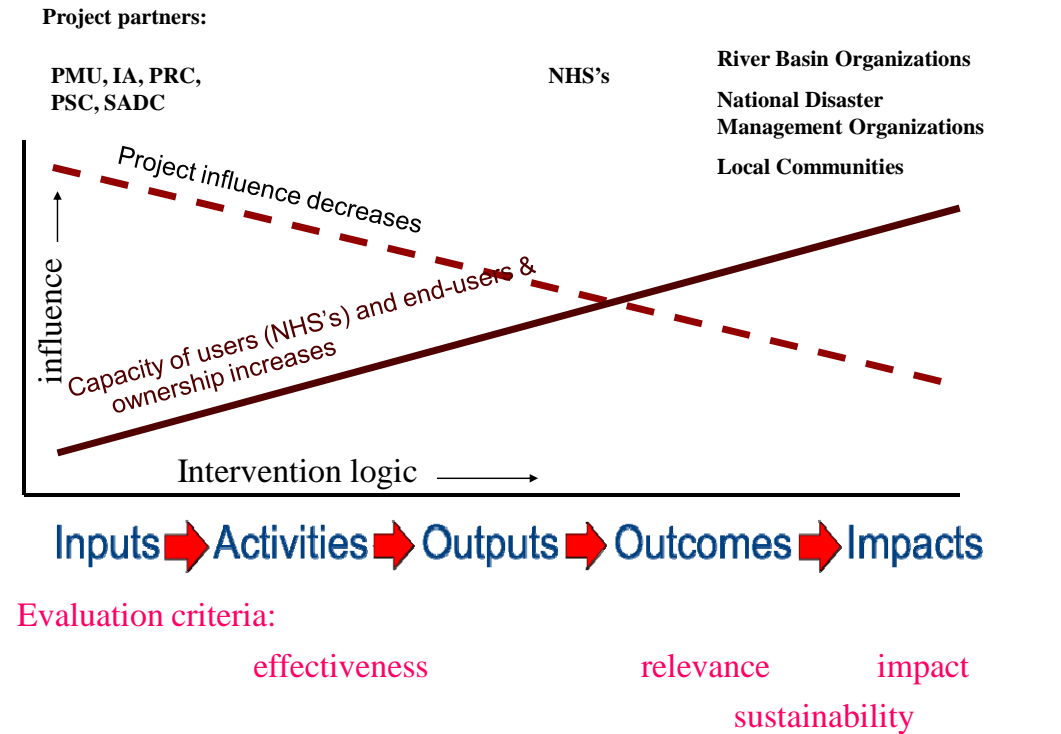 Project partners:
PMU, IA, PRC,
PSC, SADC
NHS's
River Basin Organizations
National Disaster
Management Organizations
Local Communities
Project influence decreases
influence
Capacity of users (NHS's) and end-users &
ownership increases
Intervention logic
Inputs Activities Outputs Outcomes Impacts
Evaluation criteria:
effectiveness relevance impact
sustainability